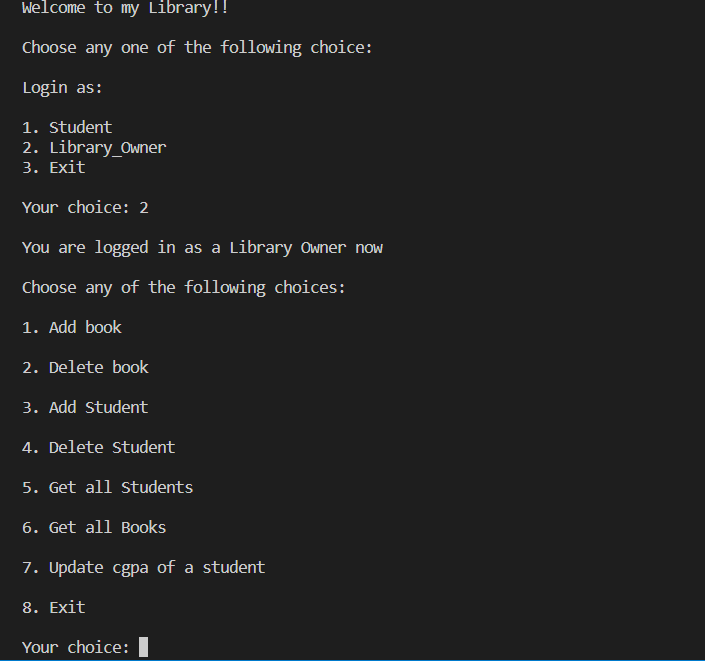 Welcome to my Library!!
Choose any one of the following choice:
Login as:
1. Student
2. Library_Owner
3. Exit
Your choice: 2
You are logged in as a Library Owner now
Choose any of the following choices:
1. Add book
2. Delete book
3. Add Student
4. Delete Student
5. Get all Students
6. Get all Books
7. Update cgpa of a student
8. Exit
Your choice: